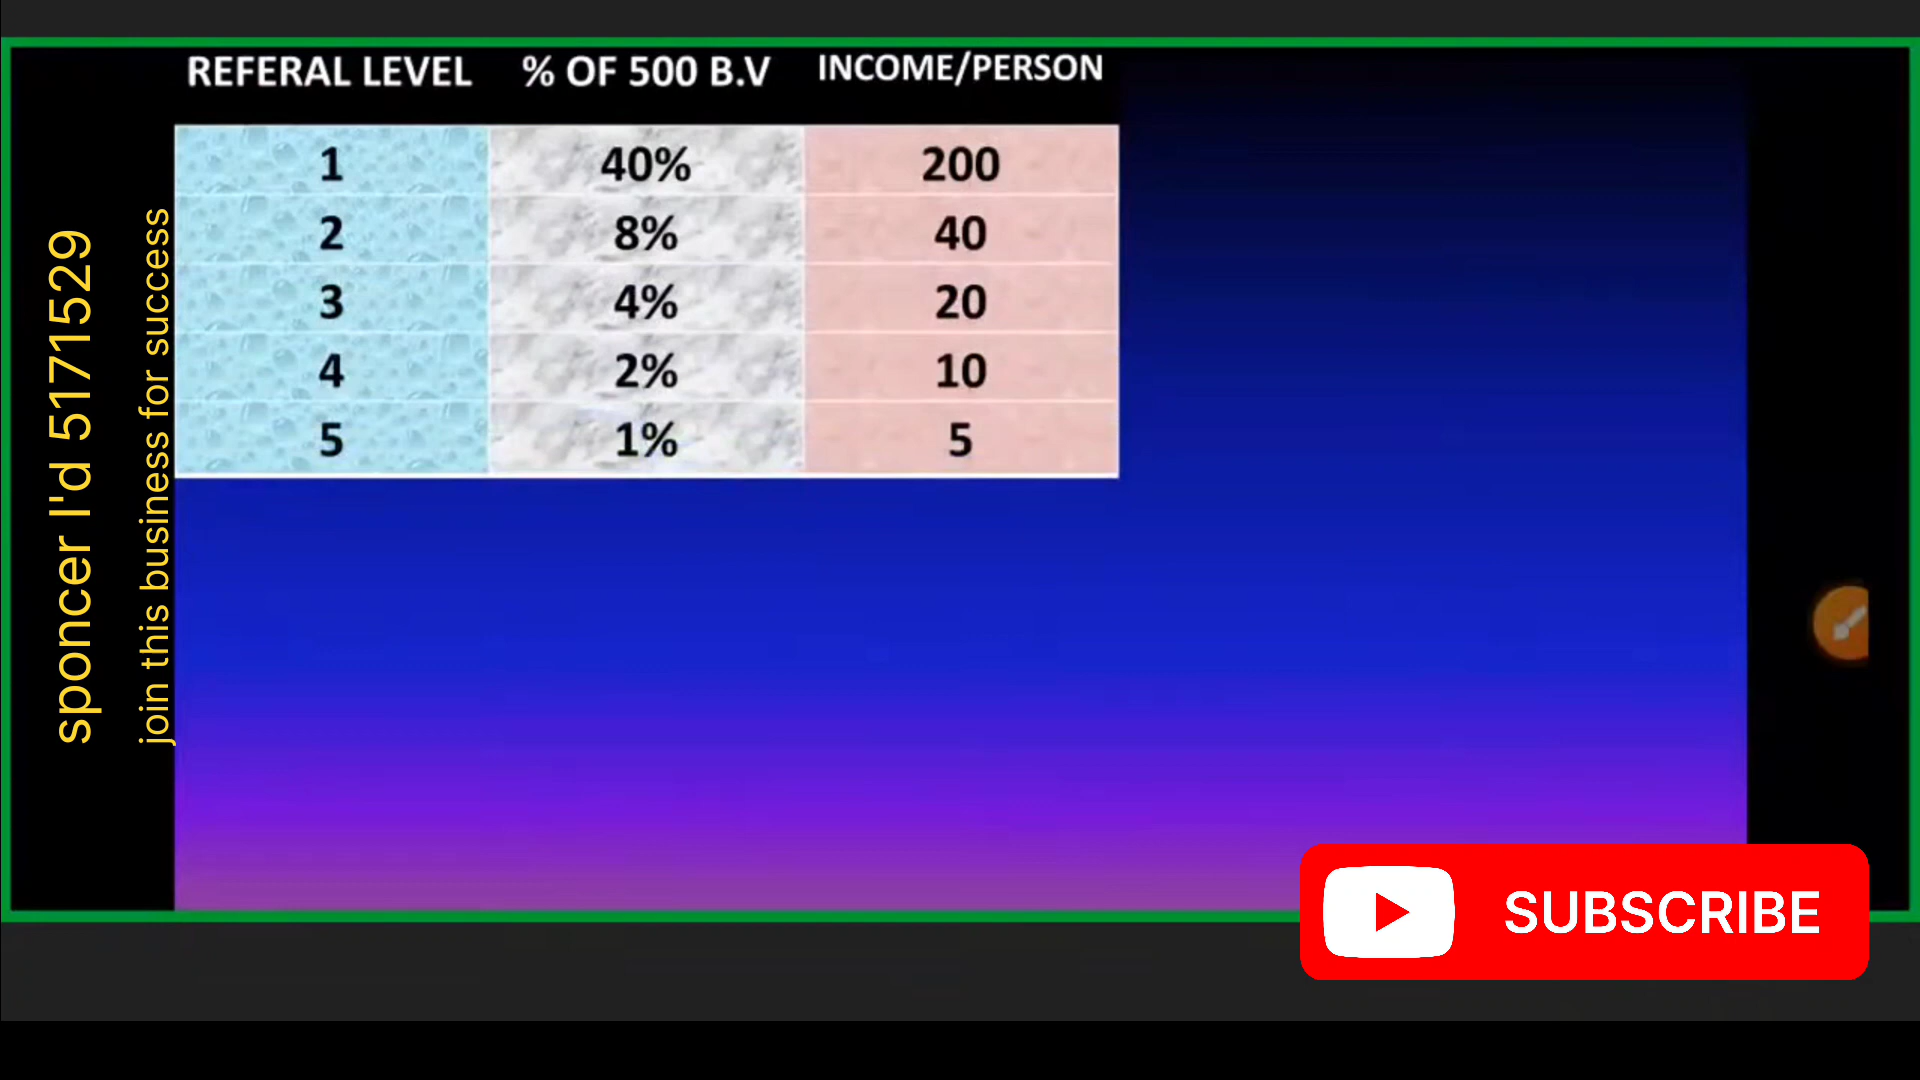 REFERAL LEVEL % OF 500 B.V INCOME/PERSON
1 40% 200
2 8% 40
3 4% 20
4 2% 10
5 1% 5
sponcer I'd 5171529
join this business for success
SUBSCRIBE